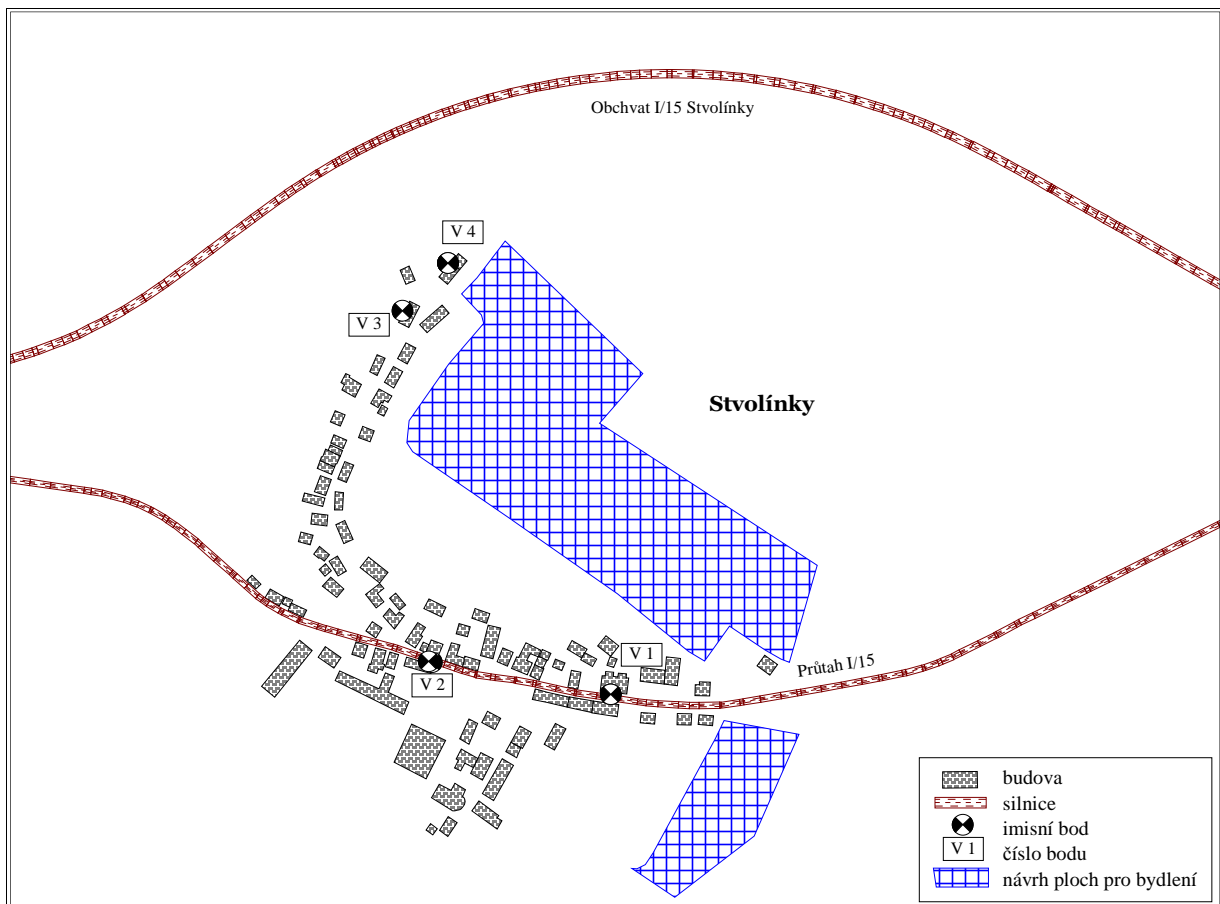 Obchvat I/15 Stvolínky
V 4
V 3
Stvolínky
V 1
Průtah I/15
V 2
budova
silnice
imisní bod
V 1
číslo bodu
návrh ploch pro bydlení